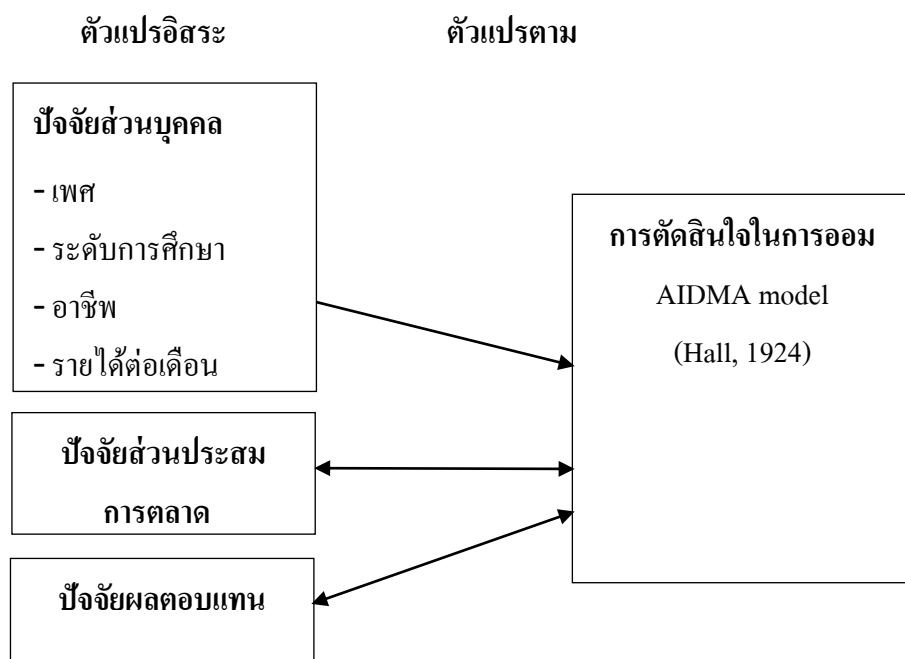 ตัวแปรอิสระ
ตัวแปรตาม
ปัจจัยส่วนบุคคล
- เพศ
- ระดับการศึกษา
- อาชีพ
- รายได้ต่อเดือน
ปัจจัยส่วนประสม
การตลาด
ปัจจัยผลตอบแทน
การตัดสินใจในการออม
AIDMA model
(Hall, 1924)